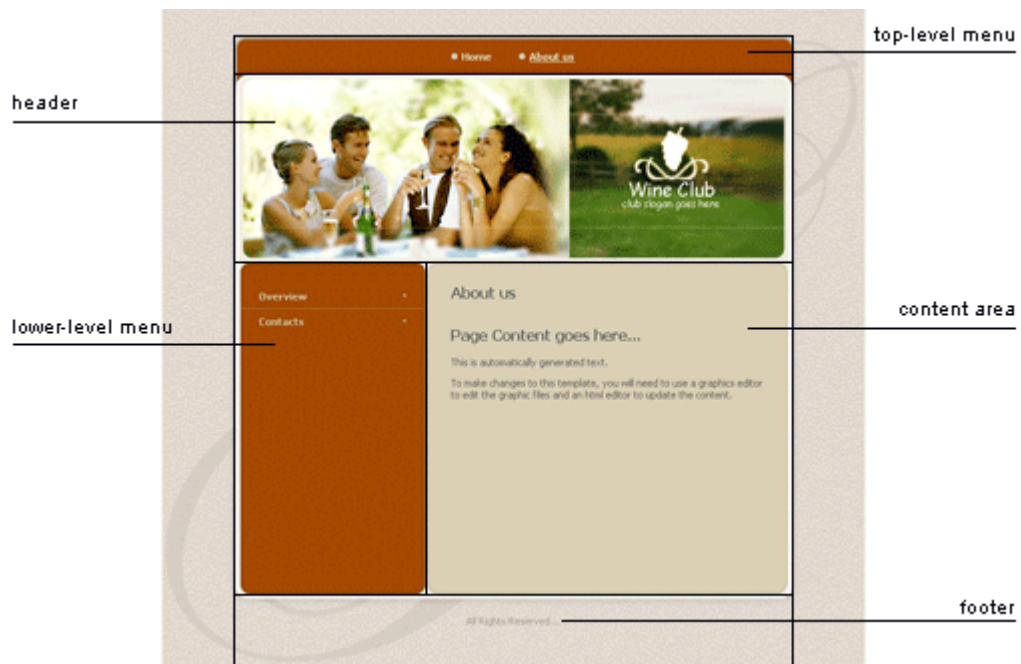 top-level menu
Home About us
header
Wine Club
club slogan goes here
Overview
Contacts
lower-level menu
About us
Page Content goes here...
This is automatically generated text.
To make changes to this template, you will need to use a graphics editor
to edit the graphic files and an html editor to update the content.
content area
footer
All Rights Reserved...